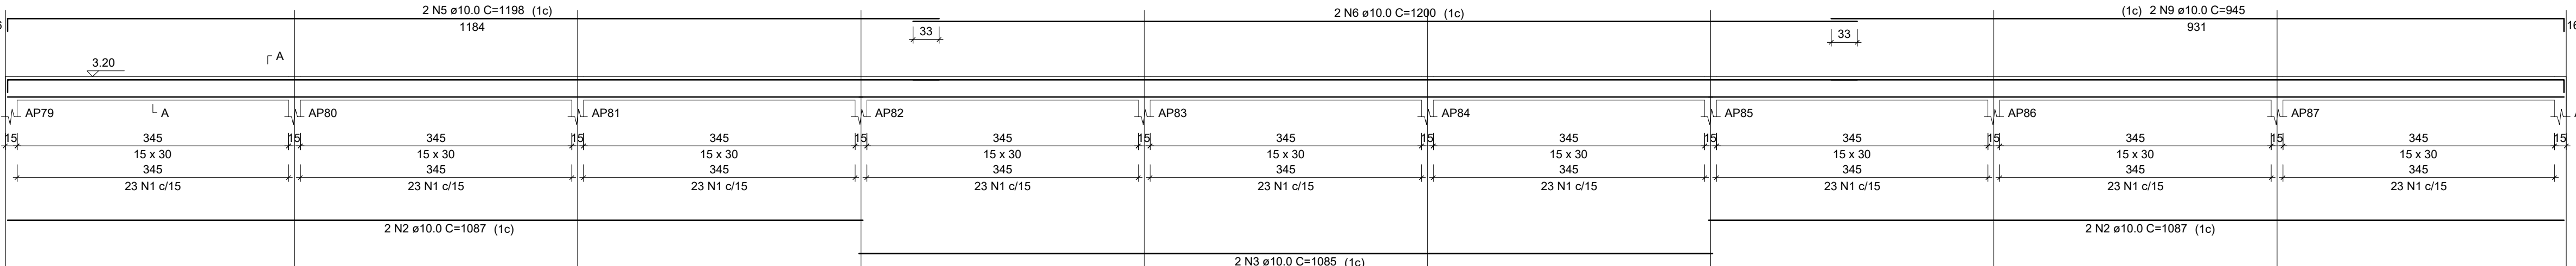 2 N5 ø10.0 C=1198 (1c)
2 N6 ø10.0 C=1200 (1c)
(1c) 2 N9 ø10.0 C=945
1184
33
33
931
3.20
A
AP79
A
AP80
AP81
AP82
AP83
AP84
AP85
AP86
AP87
15 345 15 345 15 345 15 345 15 345 15 345 15 345 15 345 15 345 15
15 x 30 15 x 30 15 x 30 15 x 30 15 x 30 15 x 30 15 x 30 15 x 30 15 x 30
345 345 345 345 345 345 345 345 345
23 N1 c/15 23 N1 c/15 23 N1 c/15 23 N1 c/15 23 N1 c/15 23 N1 c/15 23 N1 c/15 23 N1 c/15 23 N1 c/15
2 N2 ø10.0 C=1087 (1c)
2 N2 ø10.0 C=1087 (1c)
2 N3 ø10.0 C=1085 (1c)